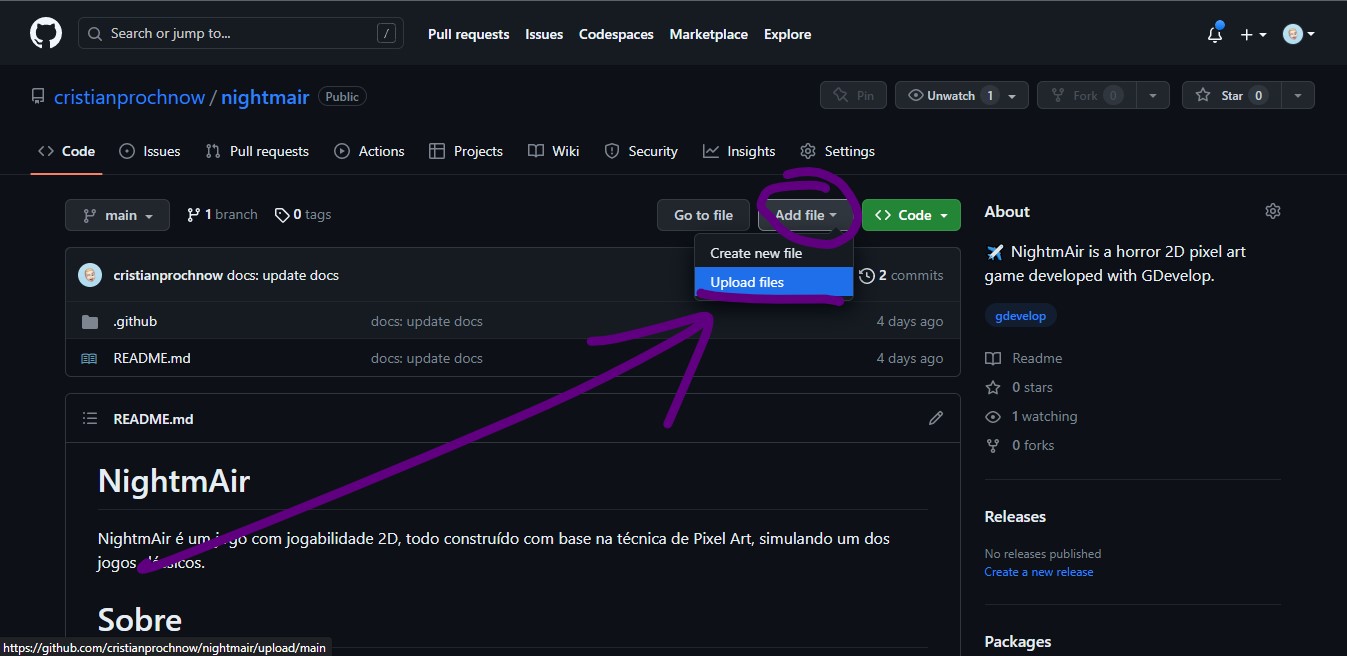 Search or jump to... /
Pull requests Issues Codespaces Marketplace Explore
cristianprochnow / nightmair Public
Pin Unwatch 1 Fork 0 Star 0
Code Issues Pull requests Actions Projects Wiki Security Insights Settings
main 1 branch 0 tags Go to file Add file Code
Create new file
Upload files
cristianprochnow docs: update docs 2 commits
.github docs: update docs 4 days ago
README.md docs: update docs 4 days ago
README.md
NightmAir
NightmAir é um jogo com jogabilidade 2D, todo construído com base na técnica de Pixel Art, simulando um dos
jogos clássicos.
Sobre
About
✈️ NightmAir is a horror 2D pixel art
game developed with GDevelop.
gdevelop
Readme
0 stars
1 watching
0 forks
Releases
No releases published
Create a new release
Packages
https://github.com/cristianprochnow/nightmair/upload/main